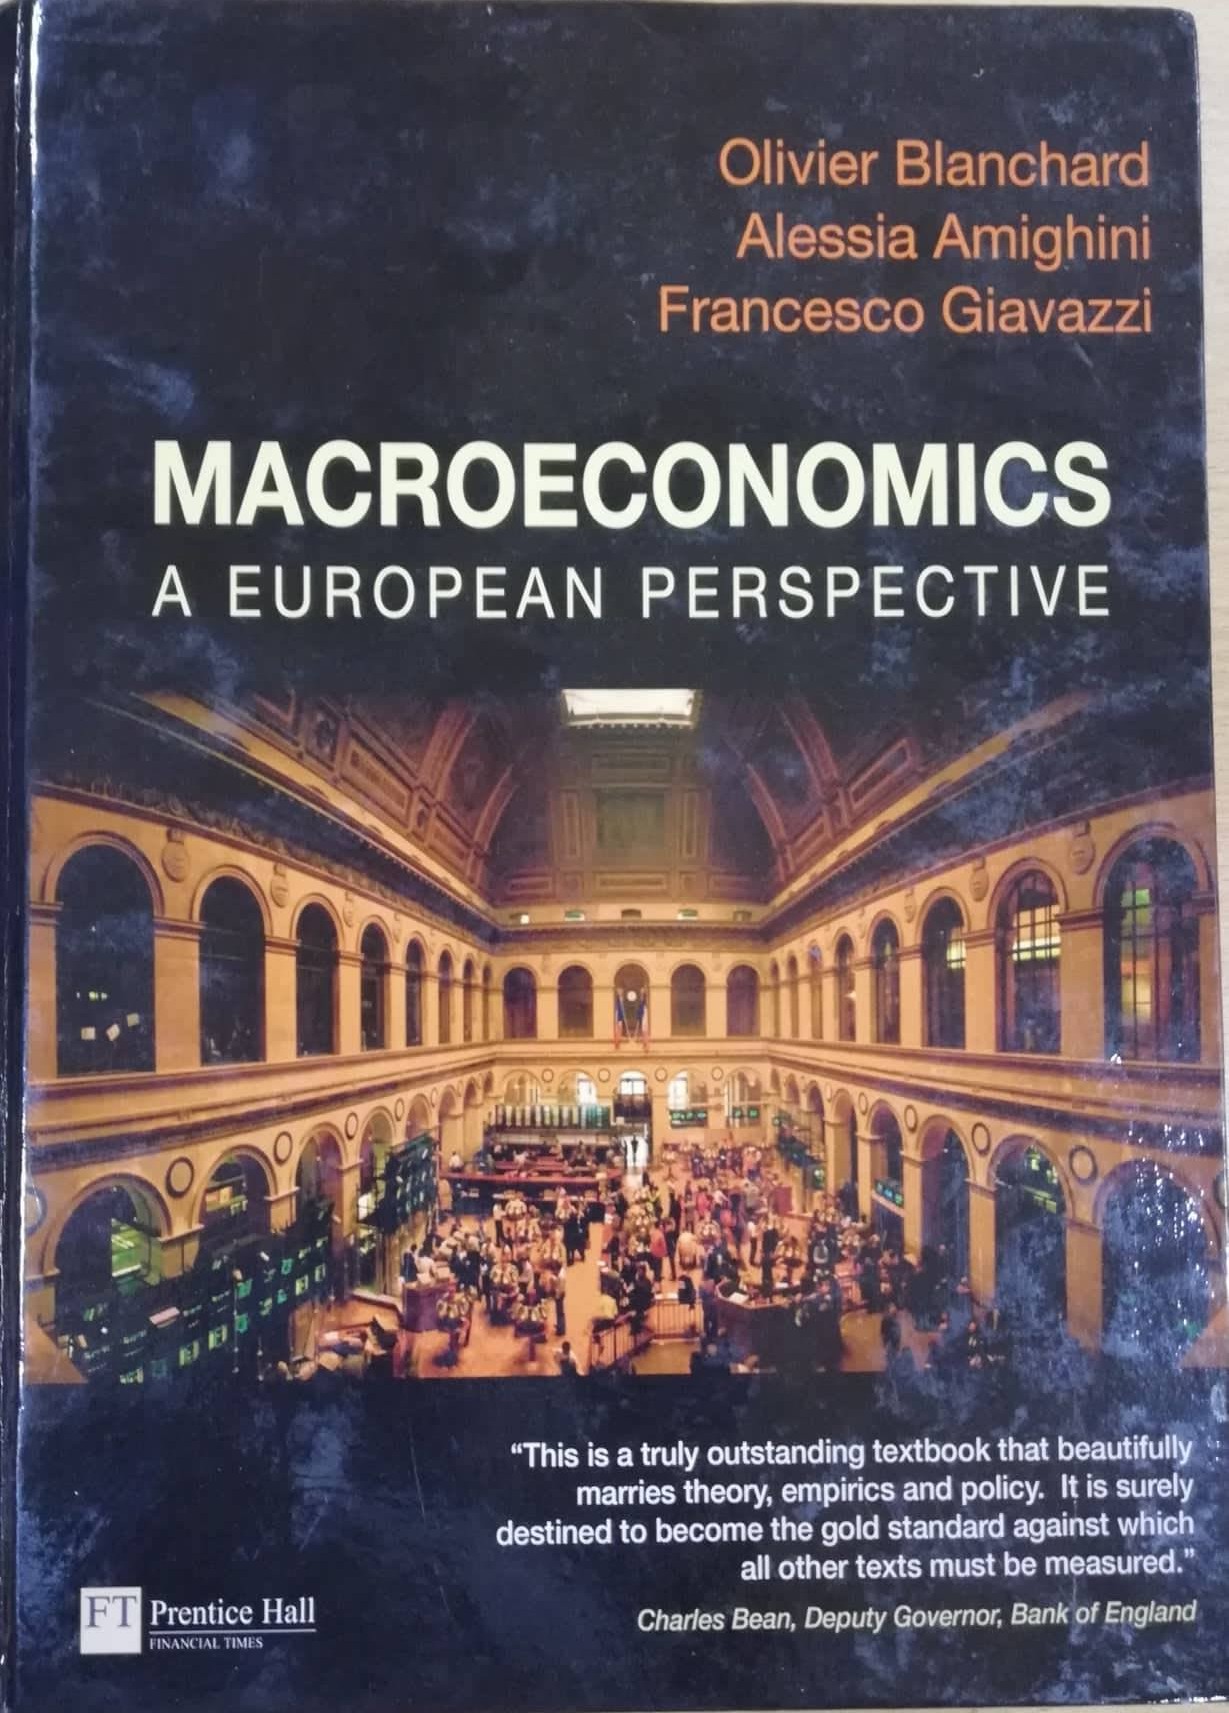 Olivier Blanchard
Alessia Amighini
Francesco Giavazzi
MACROECONOMICS
A EUROPEAN PERSPECTIVE
“This is a truly outstanding textbook that beautifully
marries theory, empirics and policy. It is surely
destined to become the gold standard against which
all other texts must be measured.”
Charles Bean, Deputy Governor, Bank of England
FT Prentice Hall
FINANCIAL TIMES